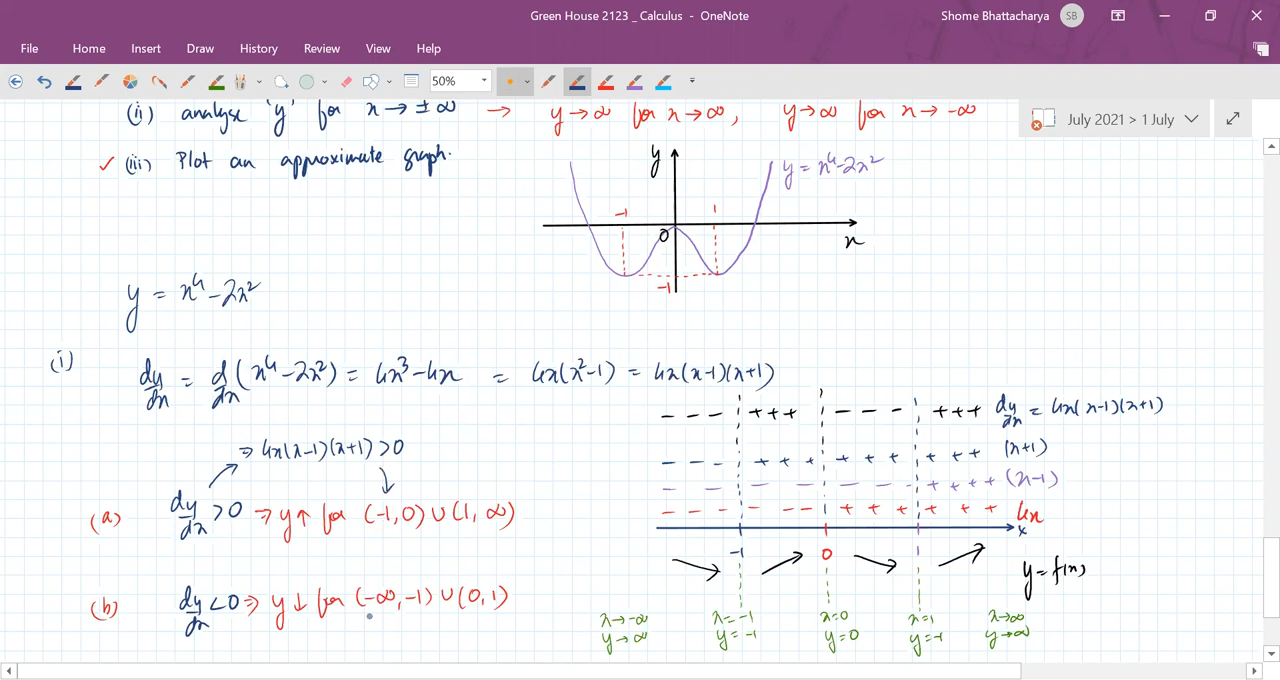 Green House 2123 _ Calculus - OneNote
Shome Bhattacharya SB
File Home Insert Draw History Review View Help
50%
July 2021 > 1 July
(ii) analyse 'y' for x → ±∞ → y→∞ for x→∞, y→∞ for x→ -∞
✓ (iii) Plot an approximate graph.
y
y = x⁴-2x²
-1 1
0
x
-1
y = x⁴ - 2x²
(i)
dy/dx = d/dx (x⁴ - 2x²) = 4x³ - 4x = 4x(x²-1) = 4x(x-1)(x+1)
- - - + + + - - - + + + dy/dx = 4x(x-1)(x+1)
⇒ 4x(x-1)(x+1) > 0
- - - + + + + + + + + + (x+1)
- - - - - - - + + + + (x-1)
(a) dy/dx > 0 ⇒ y↑ for (-1, 0) ∪ (1, ∞)
- - - - - - - + + + + + + + 4x
x
-1 0 1
y = f(x)
(b) dy/dx < 0 ⇒ y↓ for (-∞, -1) ∪ (0, 1)
x→-∞ x=-1 x=0 x=1 x→∞
y→∞ y=-1 y=0 y=-1 y→∞